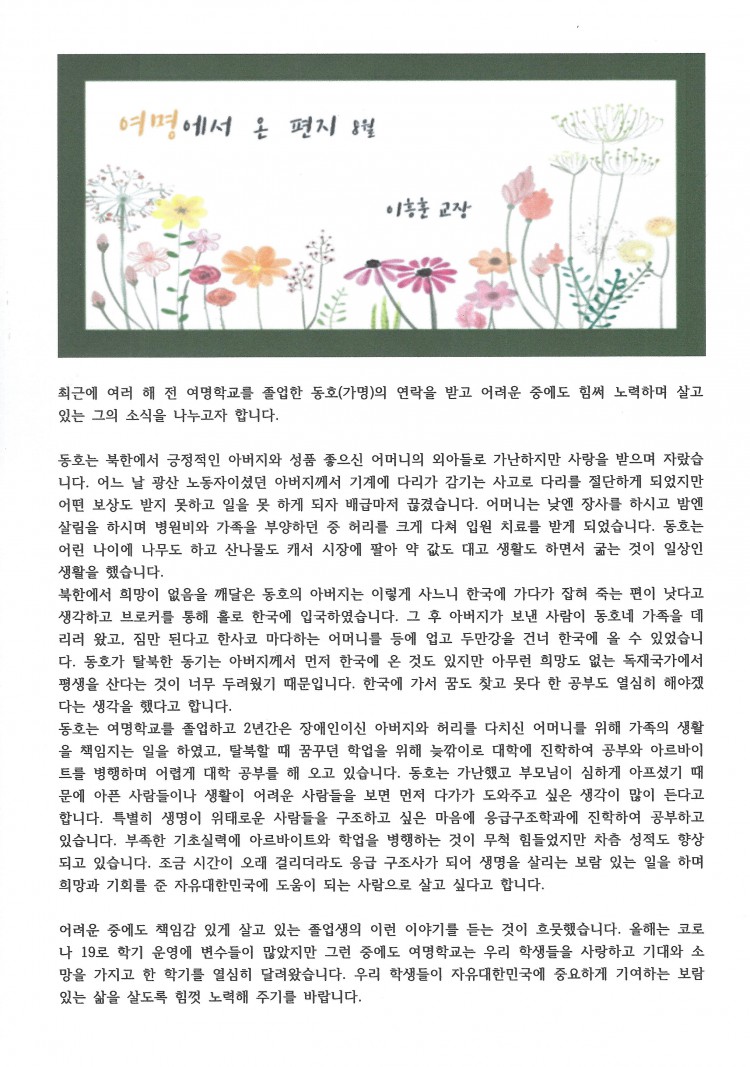 여명에서 온 편지 8월
이흥훈 교장
최근에 여러 해 전 여명학교를 졸업한 동호(가명)의 연락을 받고 어려운 중에도 힘써 노력하며 살고
있는 그의 소식을 나누고자 합니다.
동호는 북한에서 긍정적인 아버지와 성품 좋으신 어머니의 외아들로 가난하지만 사랑을 받으며 자랐습
니다. 어느 날 광산 노동자이셨던 아버지께서 기계에 다리가 감기는 사고로 다리를 절단하게 되었지만
어떤 보상도 받지 못하고 일을 못 하게 되자 배급마저 끊겼습니다. 어머니는 낮엔 장사를 하시고 밤엔
살림을 하시며 병원비와 가족을 부양하던 중 허리를 크게 다쳐 입원 치료를 받게 되었습니다. 동호는
어린 나이에 나무도 하고 산나물도 캐서 시장에 팔아 약 값도 대고 생활도 하면서 굶는 것이 일상인
생활을 했습니다.
북한에서 희망이 없음을 깨달은 동호의 아버지는 이렇게 사느니 한국에 가다가 잡혀 죽는 편이 낫다고
생각하고 브로커를 통해 홀로 한국에 입국하였습니다. 그 후 아버지가 보낸 사람이 동호네 가족을 데
리러 왔고, 짐만 된다고 한사코 마다하는 어머니를 등에 업고 두만강을 건너 한국에 올 수 있었습니
다. 동호가 탈북한 동기는 아버지께서 먼저 한국에 온 것도 있지만 아무런 희망도 없는 독재국가에서
평생을 산다는 것이 너무 두려웠기 때문입니다. 한국에 가서 꿈도 찾고 못다 한 공부도 열심히 해야겠
다는 생각을 했다고 합니다.
동호는 여명학교를 졸업하고 2년간은 장애인이신 아버지와 허리를 다치신 어머니를 위해 가족의 생활
을 책임지는 일을 하였고, 탈북할 때 꿈꾸던 학업을 위해 늦깎이로 대학에 진학하여 공부와 아르바이
트를 병행하며 어렵게 대학 공부를 해 오고 있습니다. 동호는 가난했고 부모님이 심하게 아프셨기 때
문에 아픈 사람들이나 생활이 어려운 사람들을 보면 먼저 다가가 도와주고 싶은 생각이 많이 든다고
합니다. 특별히 생명이 위태로운 사람들을 구조하고 싶은 마음에 응급구조학과에 진학하여 공부하고
있습니다. 부족한 기초실력에 아르바이트와 학업을 병행하는 것이 무척 힘들었지만 차츰 성적도 향상
되고 있습니다. 조금 시간이 오래 걸리더라도 응급 구조사가 되어 생명을 살리는 보람 있는 일을 하며
희망과 기회를 준 자유대한민국에 도움이 되는 사람으로 살고 싶다고 합니다.
어려운 중에도 책임감 있게 살고 있는 졸업생의 이런 이야기를 듣는 것이 흐뭇했습니다. 올해는 코로
나 19로 학기 운영에 변수들이 많았지만 그런 중에도 여명학교는 우리 학생들을 사랑하고 기대와 소
망을 가지고 한 학기를 열심히 달려왔습니다. 우리 학생들이 자유대한민국에 중요하게 기여하는 보람
있는 삶을 살도록 힘껏 노력해 주기를 바랍니다.